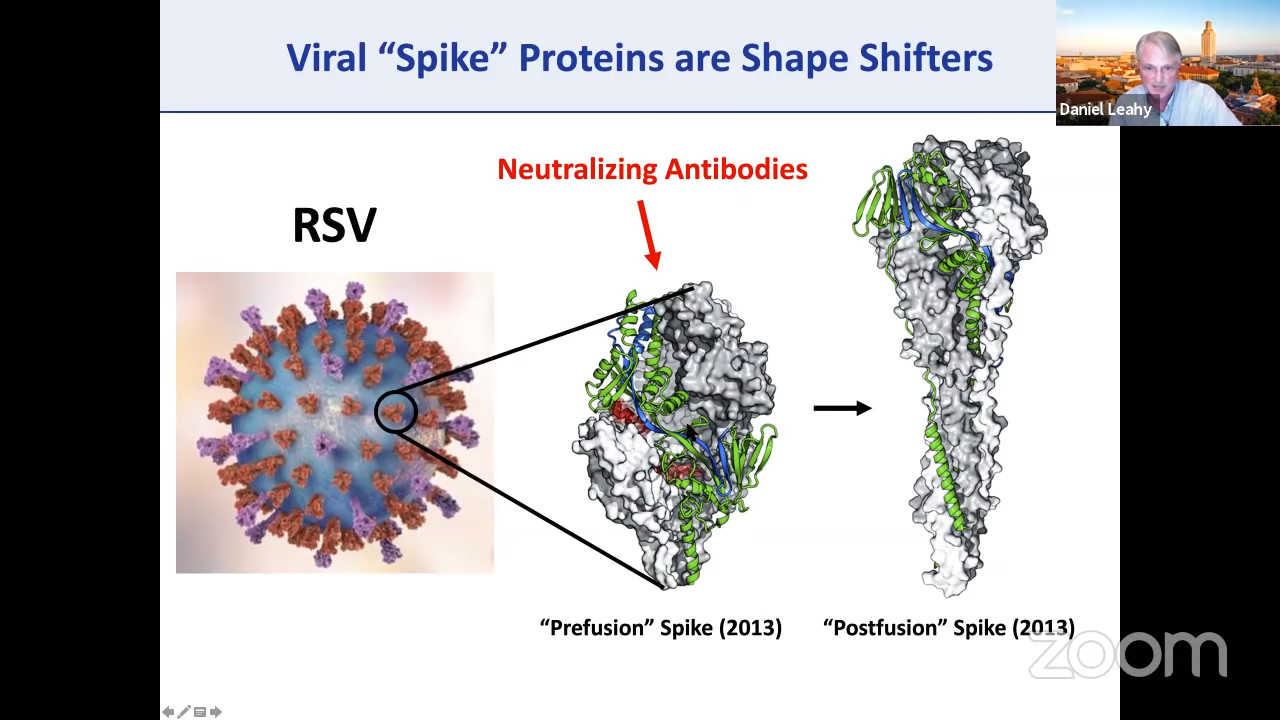 Viral “Spike” Proteins are Shape Shifters
Daniel Leahy
Neutralizing Antibodies
RSV
“Prefusion” Spike (2013)
“Postfusion” Spike (2013)
zoom